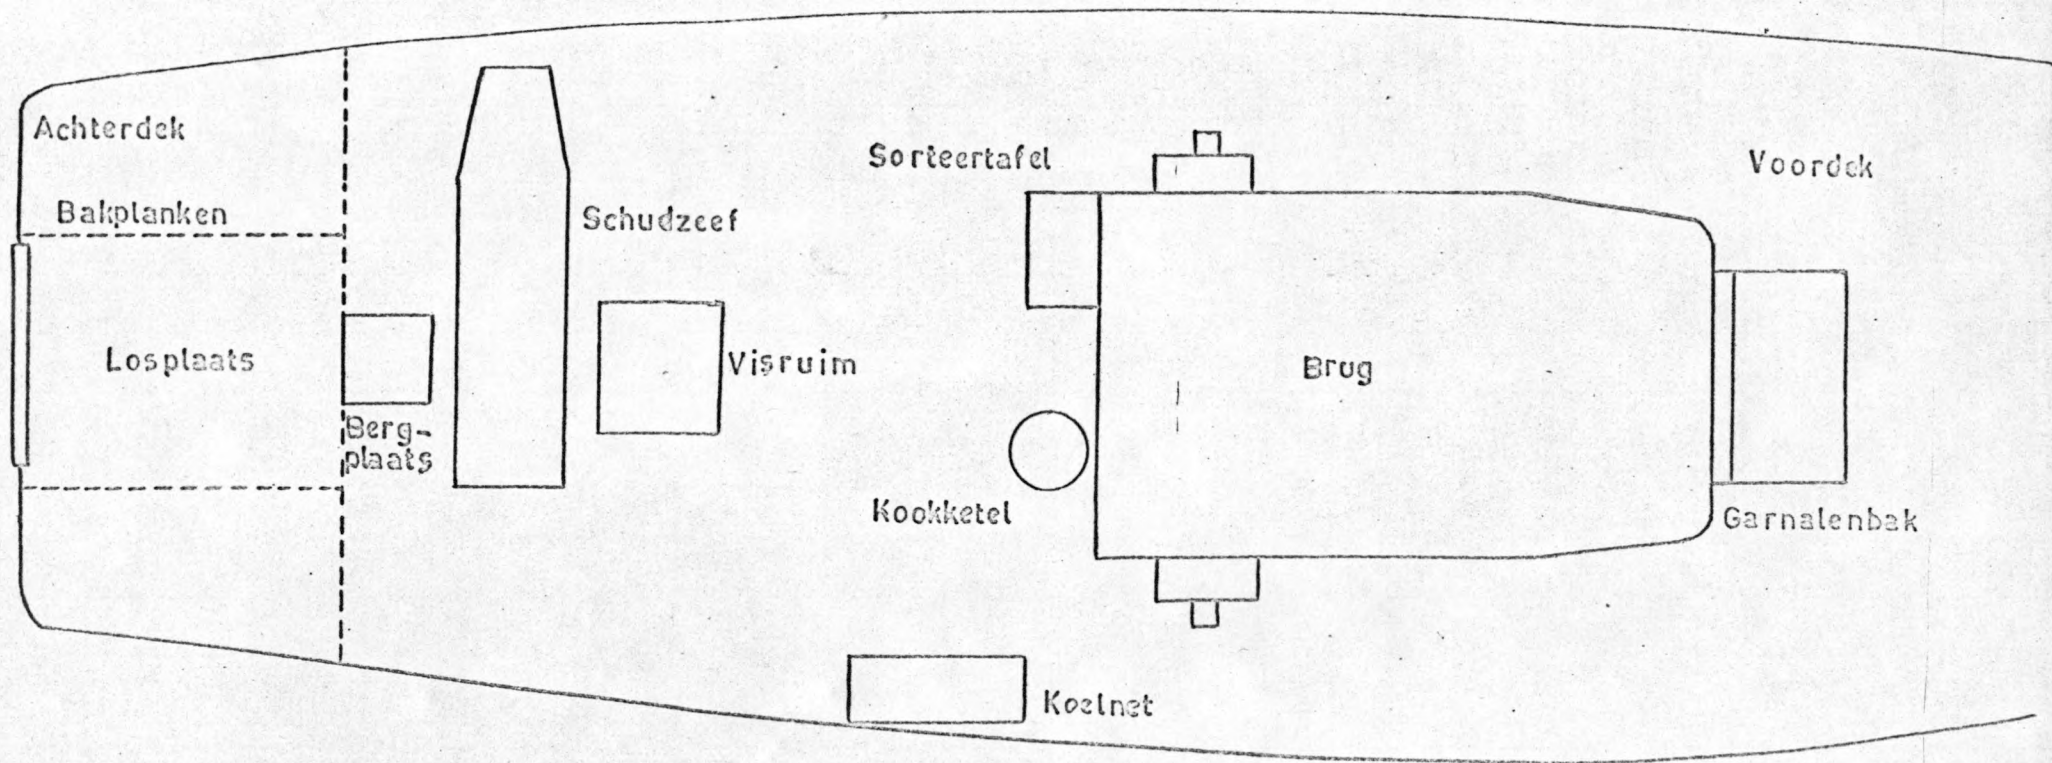 Achterdek
Bakplanken
Losplaats
Berg-
plaats
Schudzeef
Visruim
Sorteertafel
Kookketel
Koelnet
Brug
Voordek
Garnalenbak